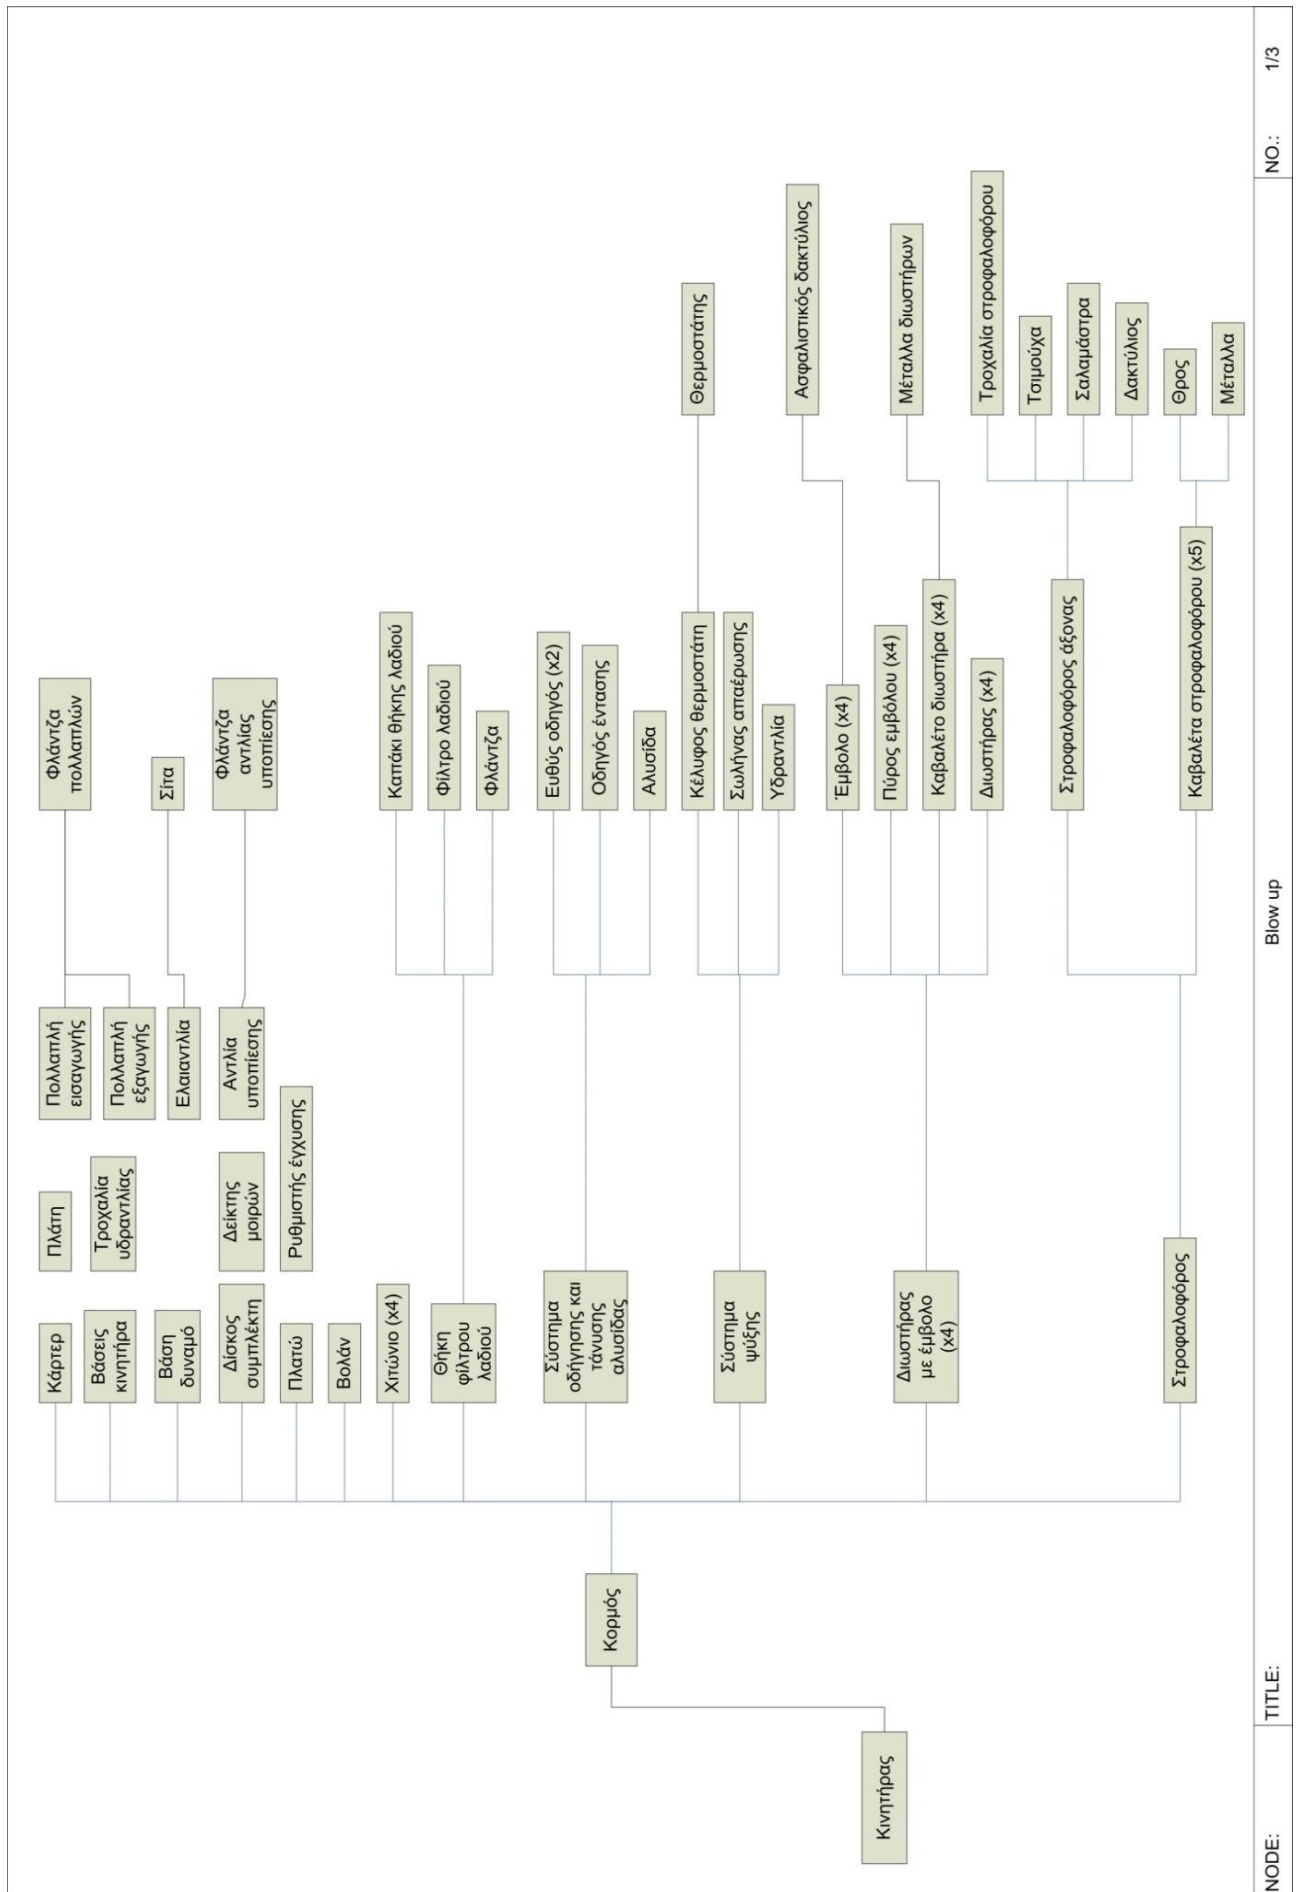 Κινητήρας
Κορμός
Κάρτερ
Πλάτη
Πολλαπλή
εισαγωγής
Φλάντζα
πολλαπλών
Βάσεις
κινητήρα
Τροχαλία
υδραντλίας
Πολλαπλή
εξαγωγής
Βάση
δυναμό
Ελαιαντλία
Σίτα
Δίσκος
συμπλέκτη
Δείκτης
μοιρών
Αντλία
υποπίεσης
Φλάντζα
αντλίας
υποπίεσης
Πλατώ
Ρυθμιστής έγχυσης
Βολάν
Χιτώνιο (x4)
Θήκη
φίλτρου
λαδιού
Καπάκι θήκης λαδιού
Φίλτρο λαδιού
Φλάντζα
Σύστημα
οδήγησης και
τάνυσης
αλυσίδας
Ευθύς οδηγός (x2)
Οδηγός έντασης
Αλυσίδα
Σύστημα
ψύξης
Κέλυφος θερμοστάτη
Θερμοστάτης
Σωλήνας απαέρωσης
Υδραντλία
Διωστήρας
με έμβολο
(x4)
Έμβολο (x4)
Ασφαλιστικός δακτύλιος
Πύρος εμβόλου (x4)
Καβαλέτο διωστήρα (x4)
Μέταλλα διωστήρων
Διωστήρας (x4)
Στροφαλοφόρος
Στροφαλοφόρος άξονας
Τροχαλία στροφαλοφόρου
Τσιμούχα
Σαλαμάστρα
Δακτύλιος
Καβαλέτα στροφαλοφόρου (x5)
Θρος
Μέταλλα
NODE:
TITLE:
Blow up
NO.:
1/3